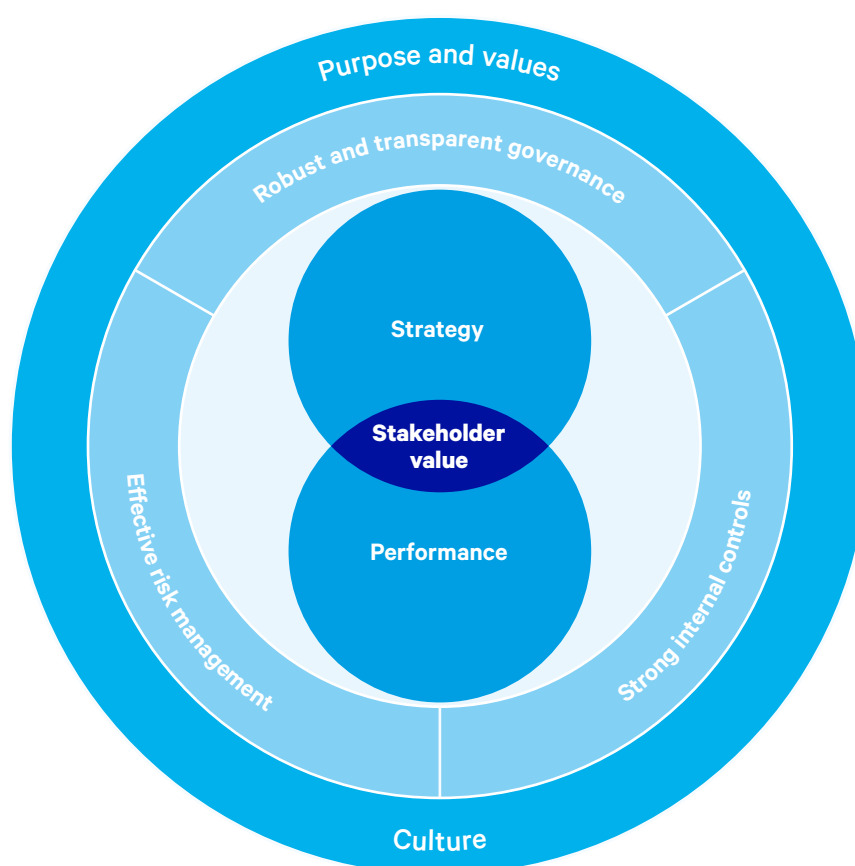 Purpose and values
Robust and transparent governance
Strategy
Stakeholder
value
Performance
Effective risk management
Strong internal controls
Culture